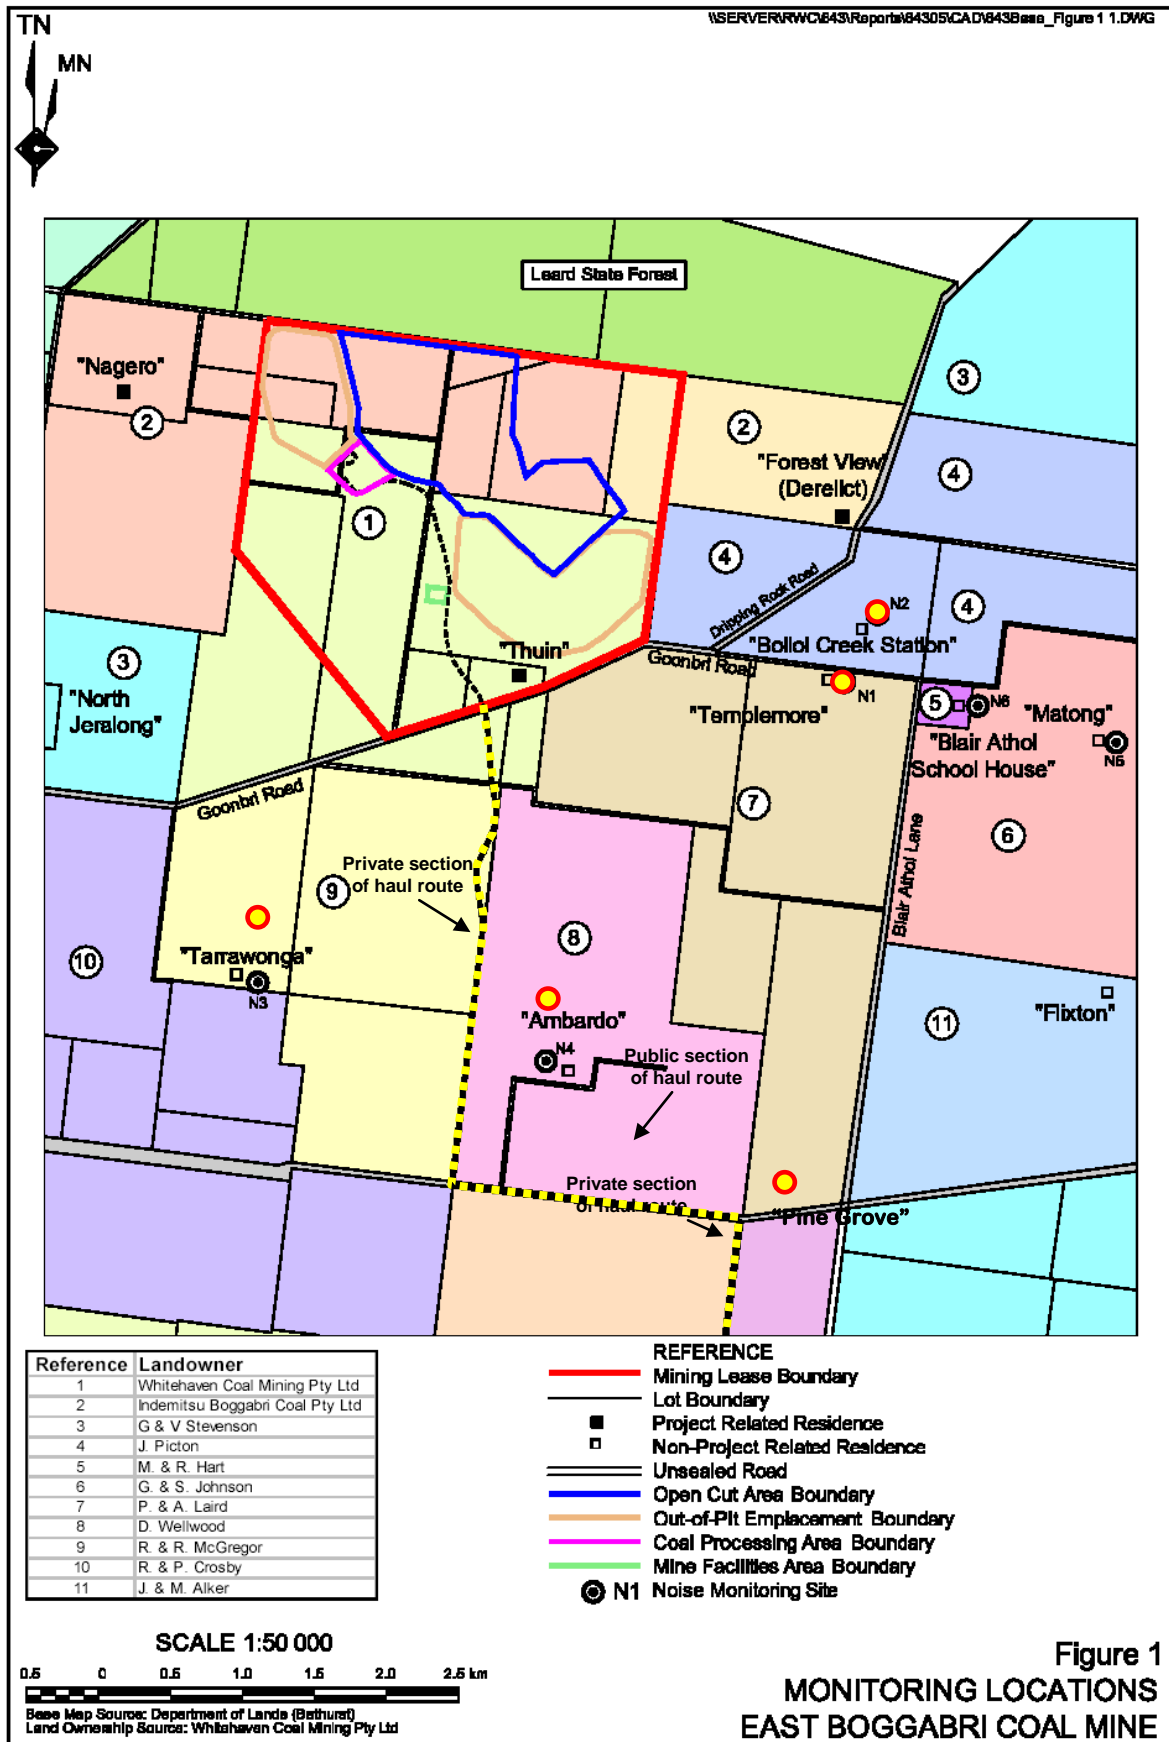 \\SERVER\RWC\643\Reports\64305\CAD\643Base_Figure 1 1.DWG
TN
MN
Leard State Forest
"Nagero"
2
3
2
"Forest View"
(Derelict)
4
1
4
Dripping Rock Road
4
N2
"Bollol Creek Station"
"Thuin"
Goonbri Road
3
"North
Jeralong"
N1
"Templemore"
5
N6
"Matong"
"Blair Athol
School House"
N5
Goonbri Road
7
6
Blair Athol Lane
Private section
of haul route
9
8
"Tarrawonga"
10
N3
"Ambardo"
11
"Flixton"
N4
Public section
of haul route
Private section
of haul route
"Pine Grove"
Reference Landowner
1 Whitehaven Coal Mining Pty Ltd
2 Indemitsu Boggabri Coal Pty Ltd
3 G & V Stevenson
4 J. Picton
5 M. & R. Hart
6 G. & S. Johnson
7 P. & A. Laird
8 D. Wellwood
9 R. & R. McGregor
10 R. & P. Crosby
11 J. & M. Alker
REFERENCE
Mining Lease Boundary
Lot Boundary
Project Related Residence
Non-Project Related Residence
Unsealed Road
Open Cut Area Boundary
Out-of-Pit Emplacement Boundary
Coal Processing Area Boundary
Mine Facilities Area Boundary
N1 Noise Monitoring Site
SCALE 1:50 000
0.5 0 0.5 1.0 1.5 2.0 2.5 km
Base Map Source: Department of Lands (Bathurst)
Land Ownership Source: Whitehaven Coal Mining Pty Ltd
Figure 1
MONITORING LOCATIONS
EAST BOGGABRI COAL MINE